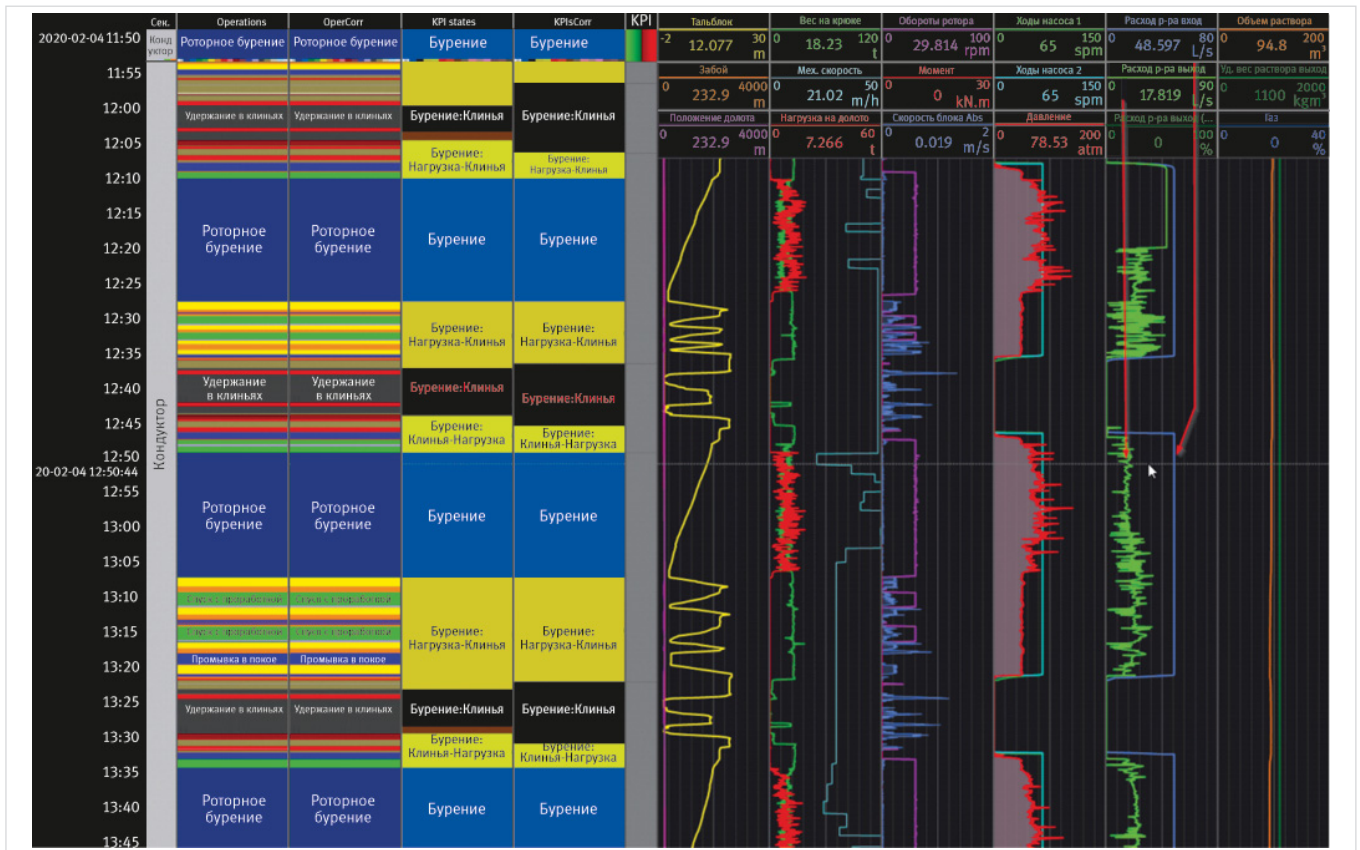 Сек. Operations OperCorr KPI states KPIsCorr KPI Тальблок Вес на крюке Обороты ротора Ходы насоса 1 Расход р-ра вход Объем раствора
2020-02-04 11:50 Конд Роторное бурение Роторное бурение Бурение Бурение -2 12.077 30 0 18.23 120 0 29.814 100 0 65 150 0 48.597 80 0 94.8 200
уктор m t rpm spm L/s m³
11:55 Забой Мех. скорость Момент Ходы насоса 2 Расход р-ра выход Уд. вес раствора выход
0 232.9 4000 0 21.02 50 0 0 30 0 65 150 0 17.819 90 0 1100 2000
m m/h kN.m spm L/s kgm³
12:00 Удержание в клиньях Удержание в клиньях Бурение:Клинья Бурение:Клинья Положение долота Нагрузка на долото Скорость блока Abs Давление Расход р-ра выход (... Газ
12:05 0 232.9 4000 0 7.266 60 0 0.019 2 0 78.53 200 0 0 100 0 0 40
m t m/s atm % %
Бурение: Бурение:
Нагрузка-Клинья Нагрузка-Клинья
12:10
12:15
Роторное Роторное Бурение Бурение
бурение бурение
12:20
12:25
12:30
Бурение: Бурение:
Нагрузка-Клинья Нагрузка-Клинья
12:35
Удержание Удержание Бурение:Клинья Бурение:Клинья
в клиньях в клиньях
12:40
Кондуктор
12:45
Бурение: Бурение:
Клинья-Нагрузка Клинья-Нагрузка
12:50
20-02-04 12:50:44
12:55
Роторное Роторное Бурение Бурение
бурение бурение
13:00
13:05
13:10
13:15
Бурение: Бурение:
Нагрузка-Клинья Нагрузка-Клинья
13:20 Промывка в покое Промывка в покое
13:25 Удержание в клиньях Удержание в клиньях Бурение:Клинья Бурение:Клинья
13:30
Бурение: Бурение:
Клинья-Нагрузка Клинья-Нагрузка
13:35
13:40 Роторное Роторное Бурение Бурение
бурение бурение
13:45